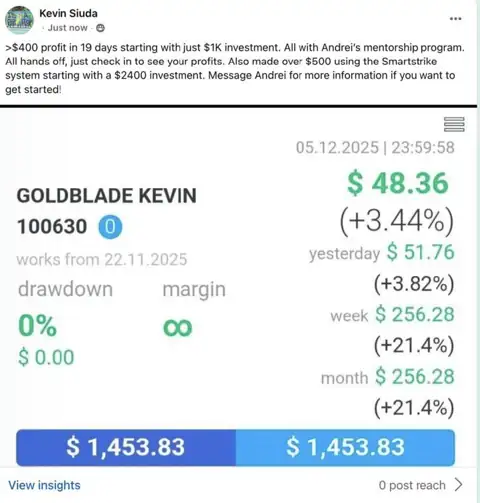 Kevin Siuda
· Just now ·
>$400 profit in 19 days starting with just $1K investment. All with Andrei's mentorship program.
All hands off, just check in to see your profits. Also made over $500 using the Smartstrike
system starting with a $2400 investment. Message Andrei for more information if you want to
get started!
05.12.2025 | 23:59:58
GOLDBLADE KEVIN
100630 0
works from 22.11.2025
drawdown margin
0% ∞
$ 0.00
$ 48.36
(+3.44%)
yesterday $ 51.76
(+3.82%)
week $ 256.28
(+21.4%)
month $ 256.28
(+21.4%)
$ 1,453.83 $ 1,453.83
View insights 0 post reach